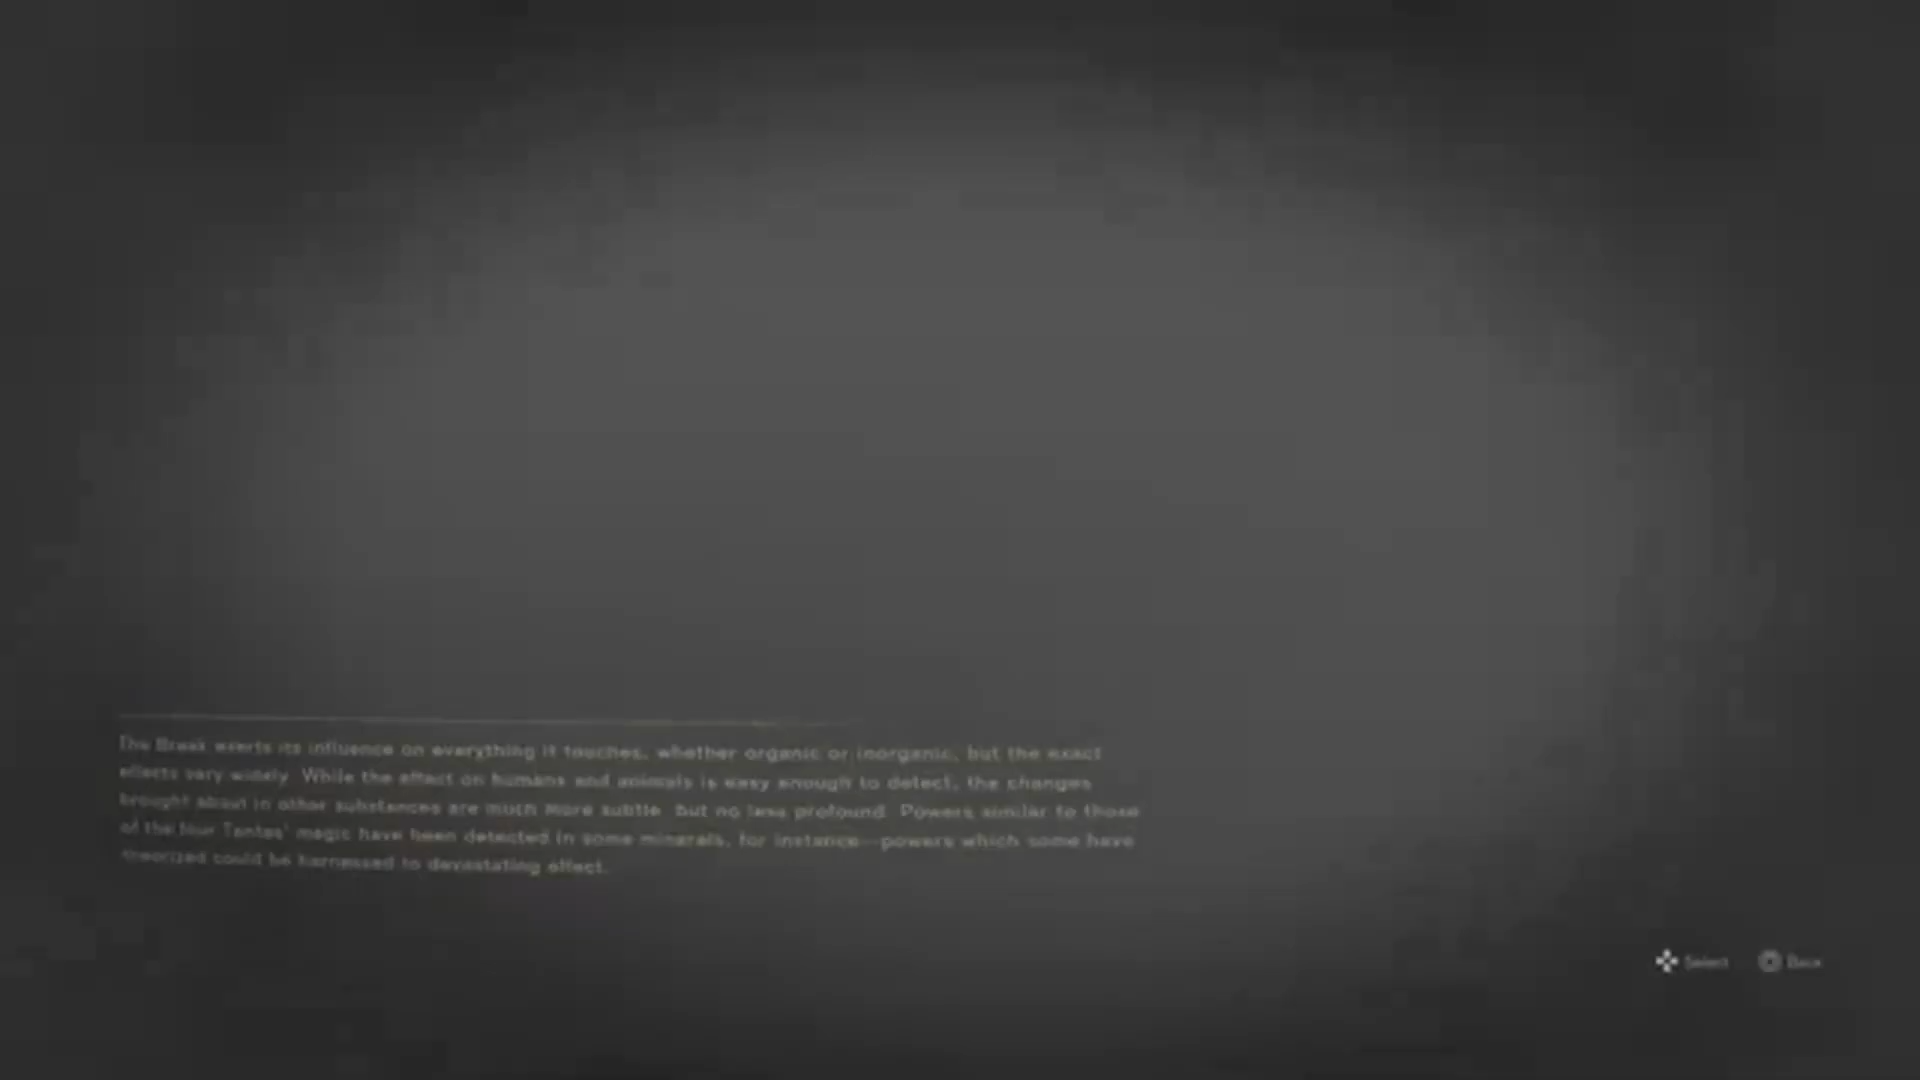 The Break exerts its influence on everything it touches, whether organic or inorganic, but the exact
effects vary widely. While the effect on humans and animals is easy enough to detect, the changes
brought about in other substances are much more subtle, but no less profound. Powers similar to those
of the four Tantas' magic have been detected in some minerals, for instance—powers which some have
theorized could be harnessed to devastating effect.
Select Back